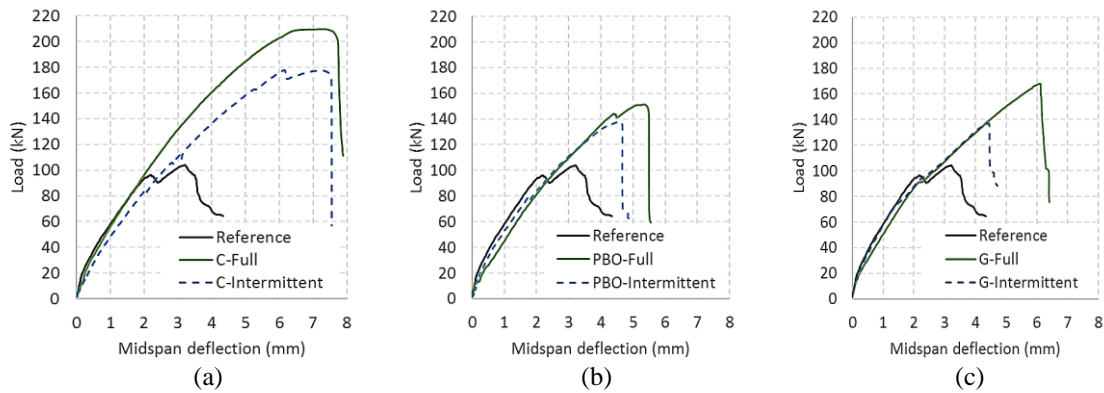 220
200
180
160
140
120
100
80
60
40
20
0
Load (kN)
Reference
C-Full
C-Intermittent
0 1 2 3 4 5 6 7 8
Midspan deflection (mm)
(a)
220
200
180
160
140
120
100
80
60
40
20
0
Load (kN)
Reference
PBO-Full
PBO-Intermittent
0 1 2 3 4 5 6 7 8
Midspan deflection (mm)
(b)
220
200
180
160
140
120
100
80
60
40
20
0
Load (kN)
Reference
G-Full
G-Intermittent
0 1 2 3 4 5 6 7 8
Midspan deflection (mm)
(c)